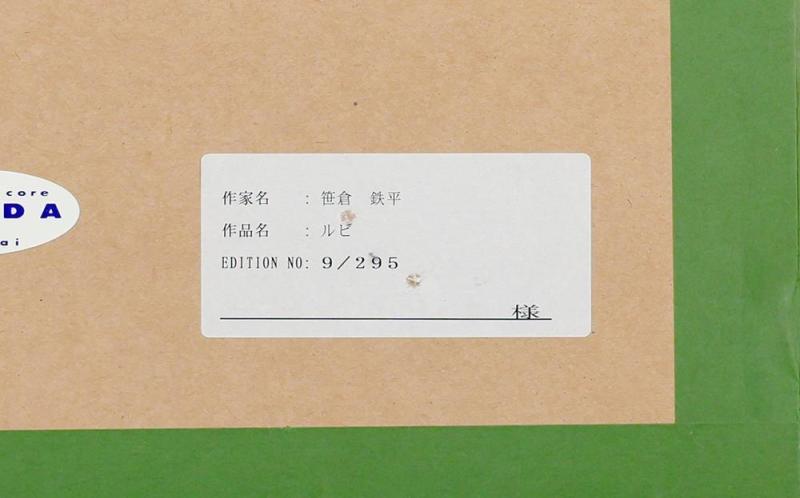 core
DA
ai
作家名 : 笹倉 鉄平
作品名 : ルビ
EDITION NO: 9/295
様